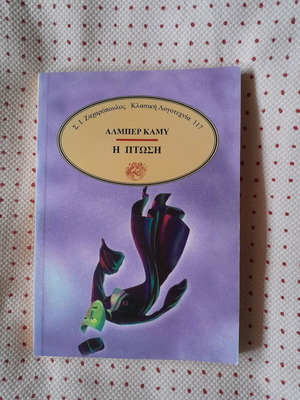 Σ. Ι. Ζαχαρόπουλος Κλασική Λογοτεχνία 117
ΑΛΜΠΕΡ ΚΑΜΥ
Η ΠΤΩΣΗ